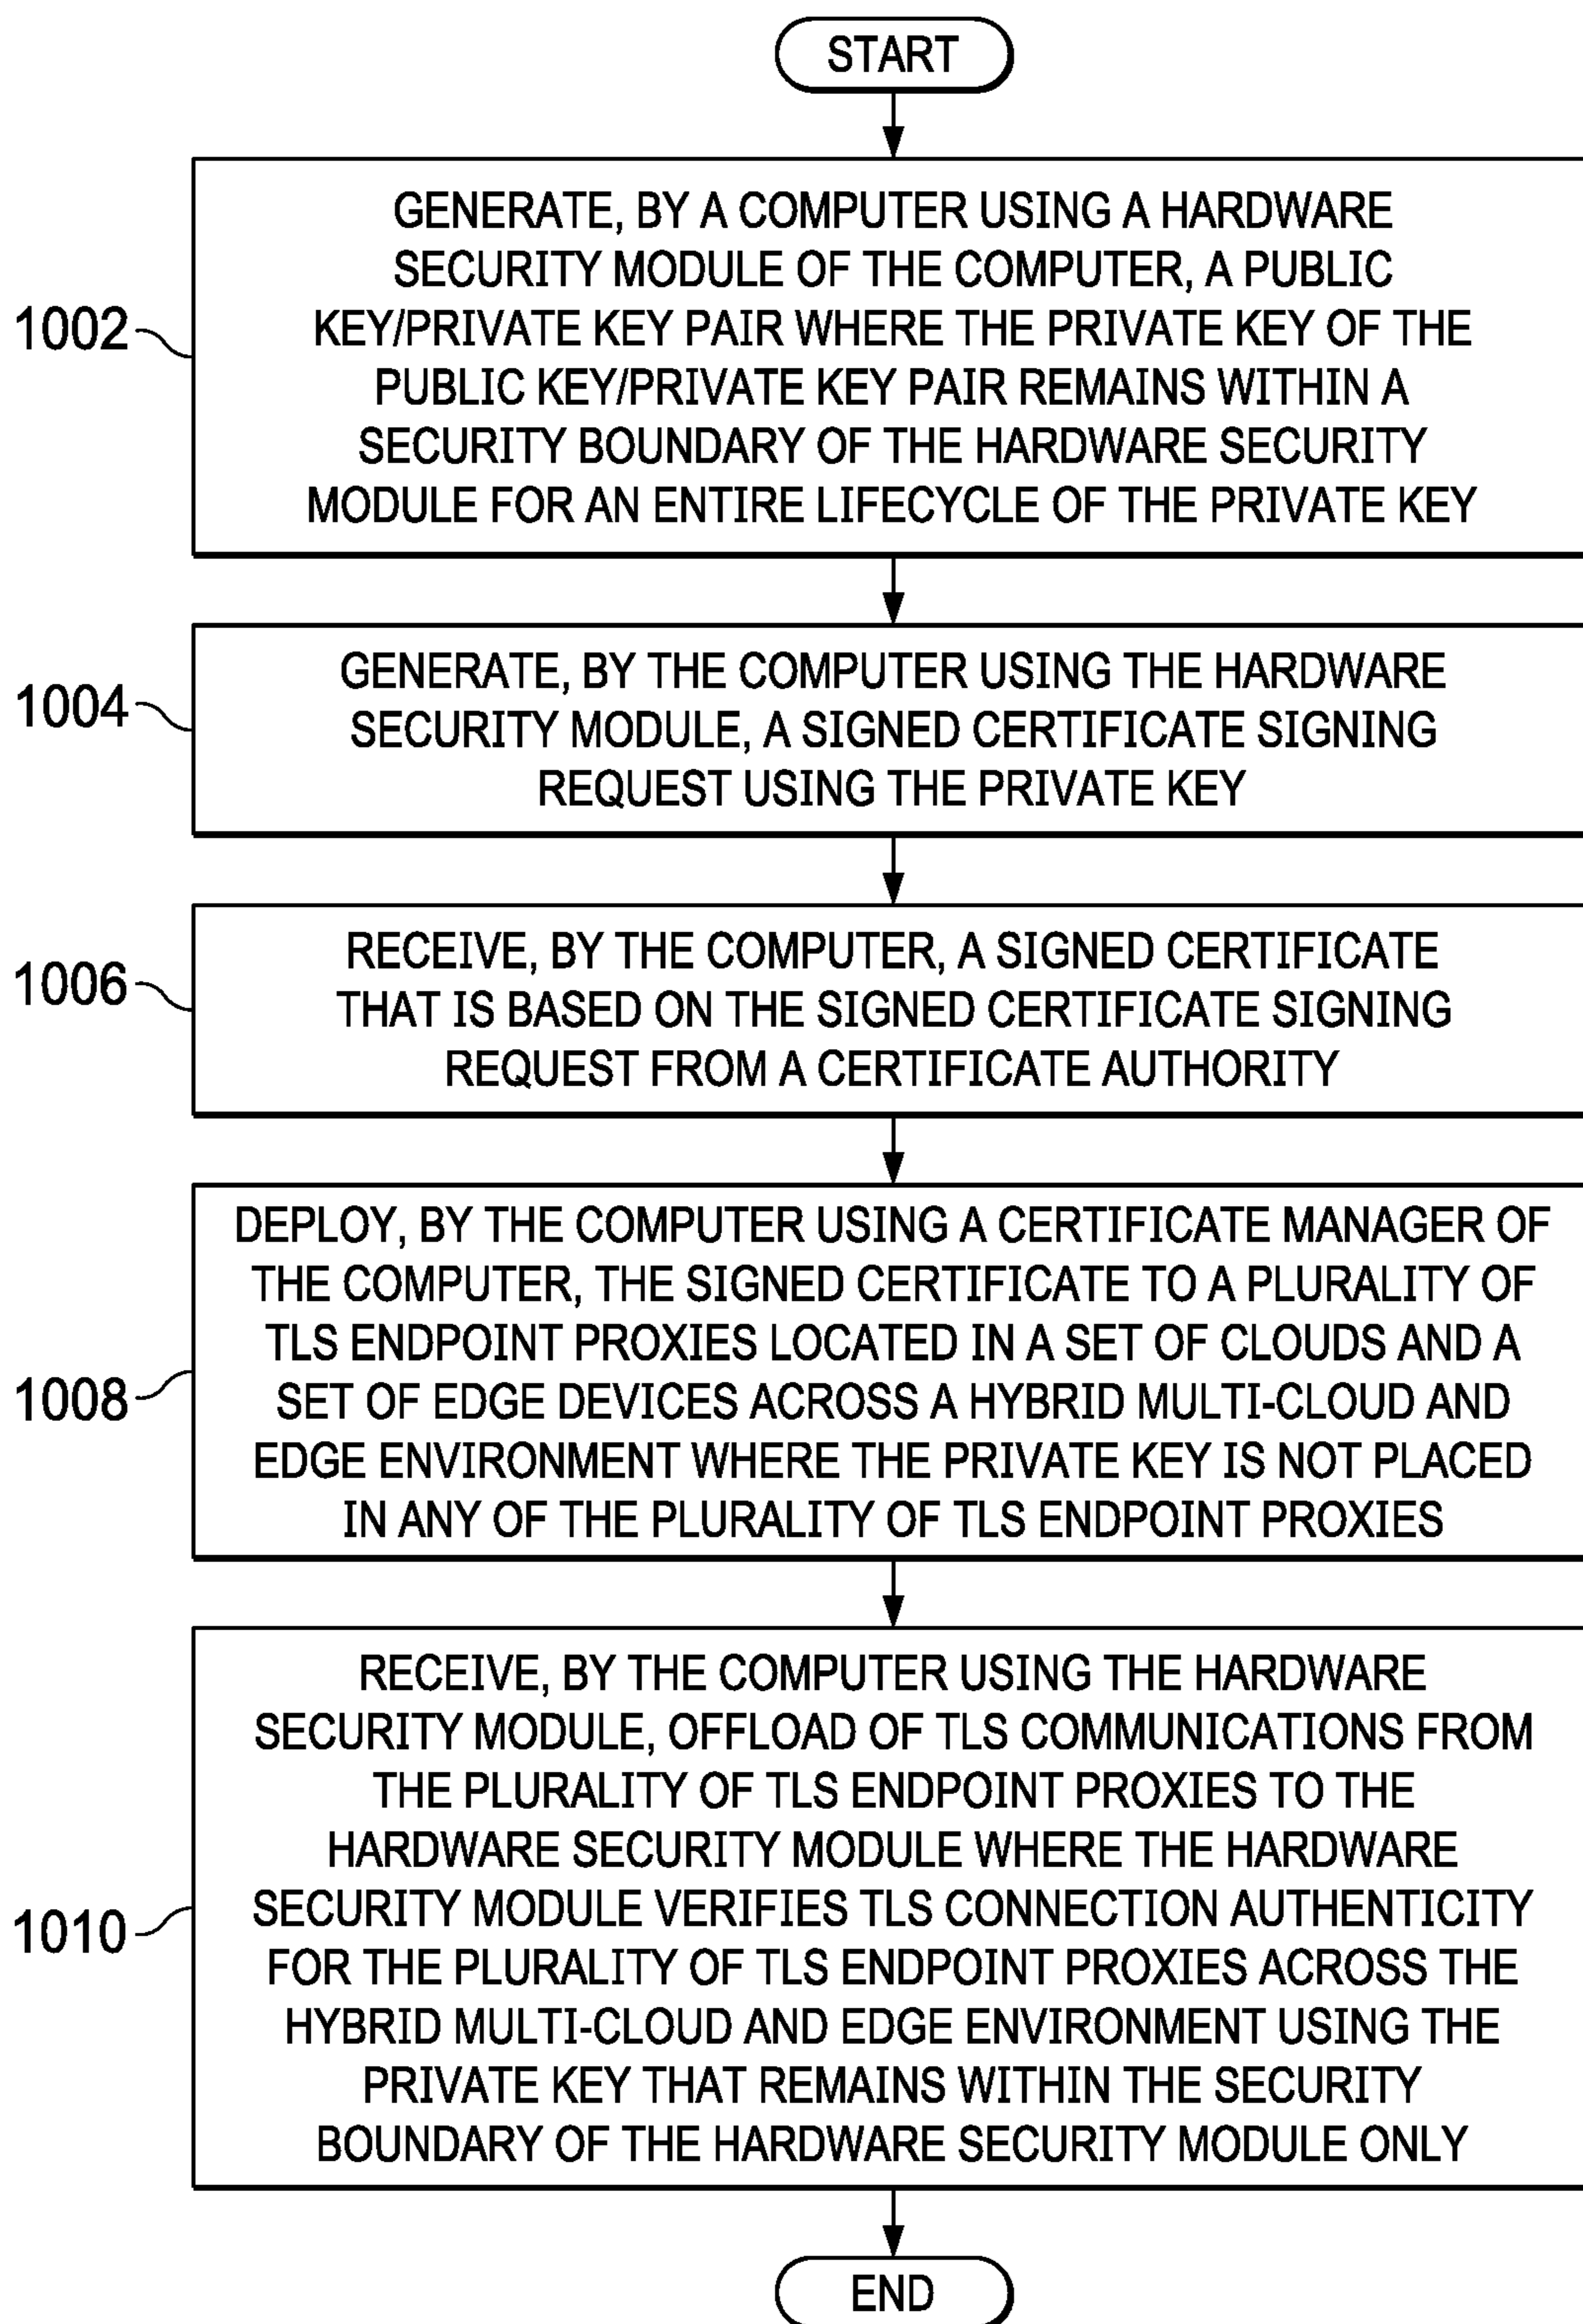 START
GENERATE, BY A COMPUTER USING A HARDWARE
SECURITY MODULE OF THE COMPUTER, A PUBLIC
KEY/PRIVATE KEY PAIR WHERE THE PRIVATE KEY OF THE
PUBLIC KEY/PRIVATE KEY PAIR REMAINS WITHIN A
SECURITY BOUNDARY OF THE HARDWARE SECURITY
MODULE FOR AN ENTIRE LIFECYCLE OF THE PRIVATE KEY
1002
GENERATE, BY THE COMPUTER USING THE HARDWARE
SECURITY MODULE, A SIGNED CERTIFICATE SIGNING
REQUEST USING THE PRIVATE KEY
1004
RECEIVE, BY THE COMPUTER, A SIGNED CERTIFICATE
THAT IS BASED ON THE SIGNED CERTIFICATE SIGNING
REQUEST FROM A CERTIFICATE AUTHORITY
1006
DEPLOY, BY THE COMPUTER USING A CERTIFICATE MANAGER OF
THE COMPUTER, THE SIGNED CERTIFICATE TO A PLURALITY OF
TLS ENDPOINT PROXIES LOCATED IN A SET OF CLOUDS AND A
SET OF EDGE DEVICES ACROSS A HYBRID MULTI-CLOUD AND
EDGE ENVIRONMENT WHERE THE PRIVATE KEY IS NOT PLACED
IN ANY OF THE PLURALITY OF TLS ENDPOINT PROXIES
1008
RECEIVE, BY THE COMPUTER USING THE HARDWARE
SECURITY MODULE, OFFLOAD OF TLS COMMUNICATIONS FROM
THE PLURALITY OF TLS ENDPOINT PROXIES TO THE
HARDWARE SECURITY MODULE WHERE THE HARDWARE
SECURITY MODULE VERIFIES TLS CONNECTION AUTHENTICITY
FOR THE PLURALITY OF TLS ENDPOINT PROXIES ACROSS THE
HYBRID MULTI-CLOUD AND EDGE ENVIRONMENT USING THE
PRIVATE KEY THAT REMAINS WITHIN THE SECURITY
BOUNDARY OF THE HARDWARE SECURITY MODULE ONLY
1010
END